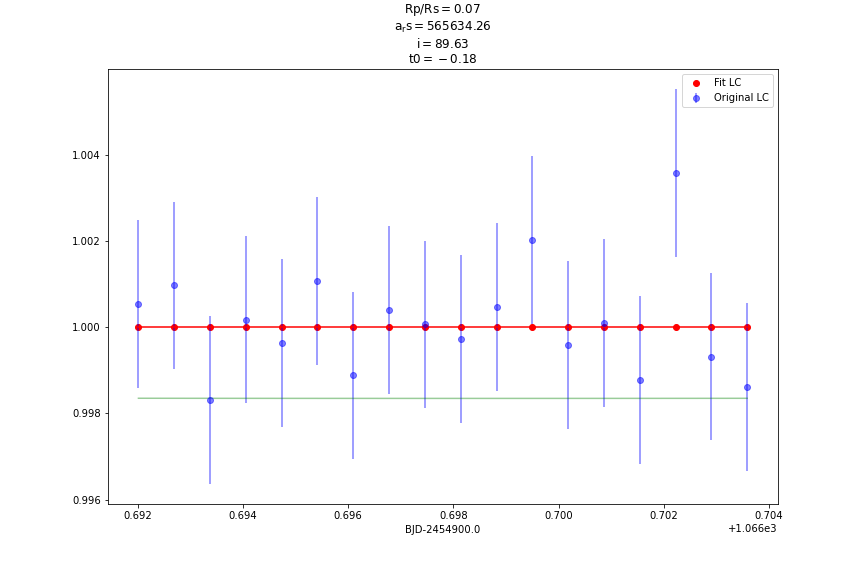 Rp/Rs = 0.07
a_rs = 565634.26
i = 89.63
t0 = −0.18
Fit LC
Original LC
1.004
1.002
1.000
0.998
0.996
0.692
0.694
0.696
0.698
0.700
0.702
0.704
BJD-2454900.0
+1.066e3